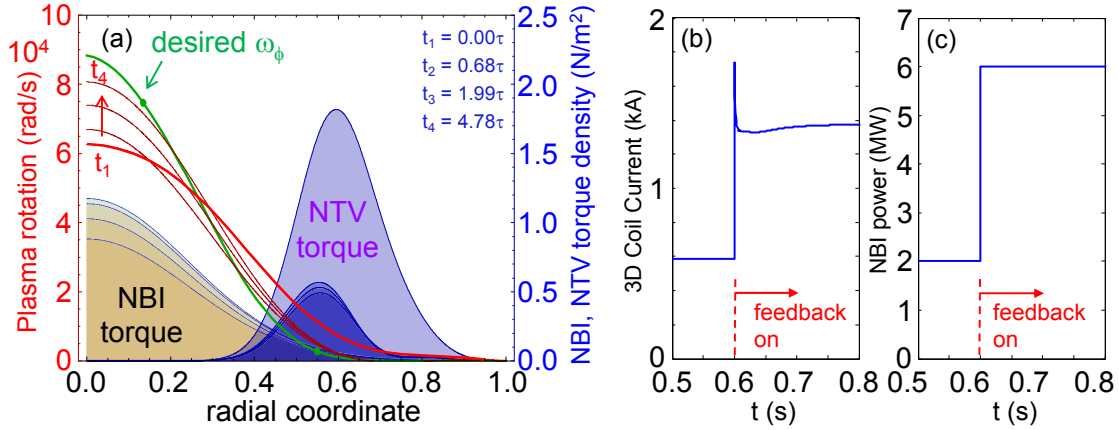 (a)
desired ω_ϕ
t₁ = 0.00τ
t₂ = 0.68τ
t₃ = 1.99τ
t₄ = 4.78τ
t₄
t₁
NTV
torque
NBI
torque
10
10⁴
8
6
4
2
0
Plasma rotation (rad/s)
2.5
2.0
1.5
1.0
0.5
0.0
NBI, NTV torque density (N/m²)
0.0 0.2 0.4 0.6 0.8 1.0
radial coordinate
(b)
2
1
0
3D Coil Current (kA)
feedback
on
0.5 0.6 0.7 0.8
t (s)
(c)
7
6
5
4
3
2
1
0
NBI power (MW)
feedback
on
0.5 0.6 0.7 0.8
t (s)